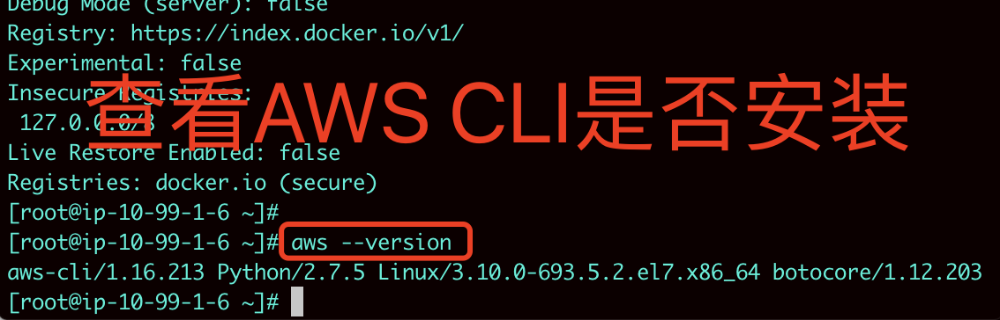 Debug Mode (server): false
Registry: https://index.docker.io/v1/
Experimental: false
Insecure Registries:
查看AWS CLI是否安装
127.0.0.0/8
Live Restore Enabled: false
Registries: docker.io (secure)
[root@ip-10-99-1-6 ~]#
[root@ip-10-99-1-6 ~]# aws --version
aws-cli/1.16.213 Python/2.7.5 Linux/3.10.0-693.5.2.el7.x86_64 botocore/1.12.203
[root@ip-10-99-1-6 ~]#